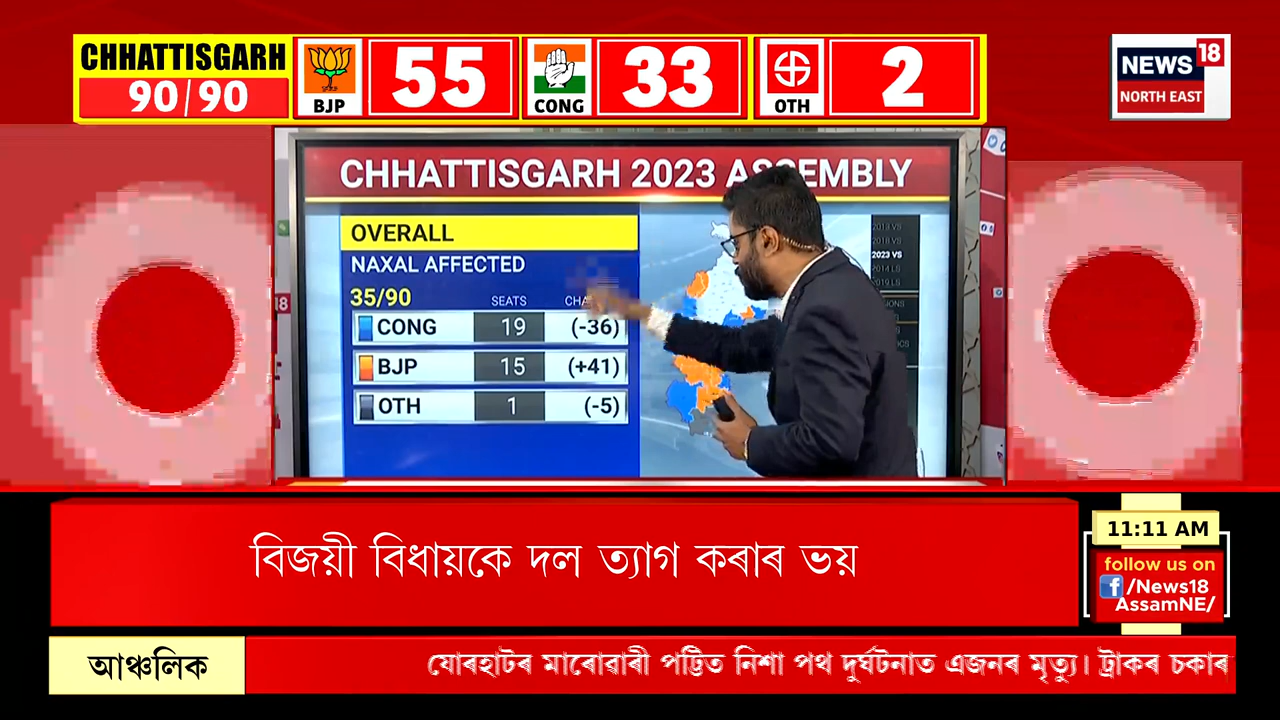 CHHATTISGARH
90/90
BJP
55
CONG
33
OTH
2
NEWS 18
NORTH EAST
CHHATTISGARH 2023 ASSEMBLY
OVERALL
NAXAL AFFECTED
35/90
SEATS
CONG 19 (-36)
BJP 15 (+41)
OTH 1 (-5)
2023 VS
বিজয়ী বিধায়কে দল ত্যাগ কৰাৰ ভয়
11:11 AM
follow us on
/News18
AssamNE/
আঞ্চলিক
যোৰহাটৰ মাৰোৱাৰী পট্টিত নিশা পথ দুৰ্ঘটনাত এজনৰ মৃত্যু। ট্ৰাকৰ চকাৰ